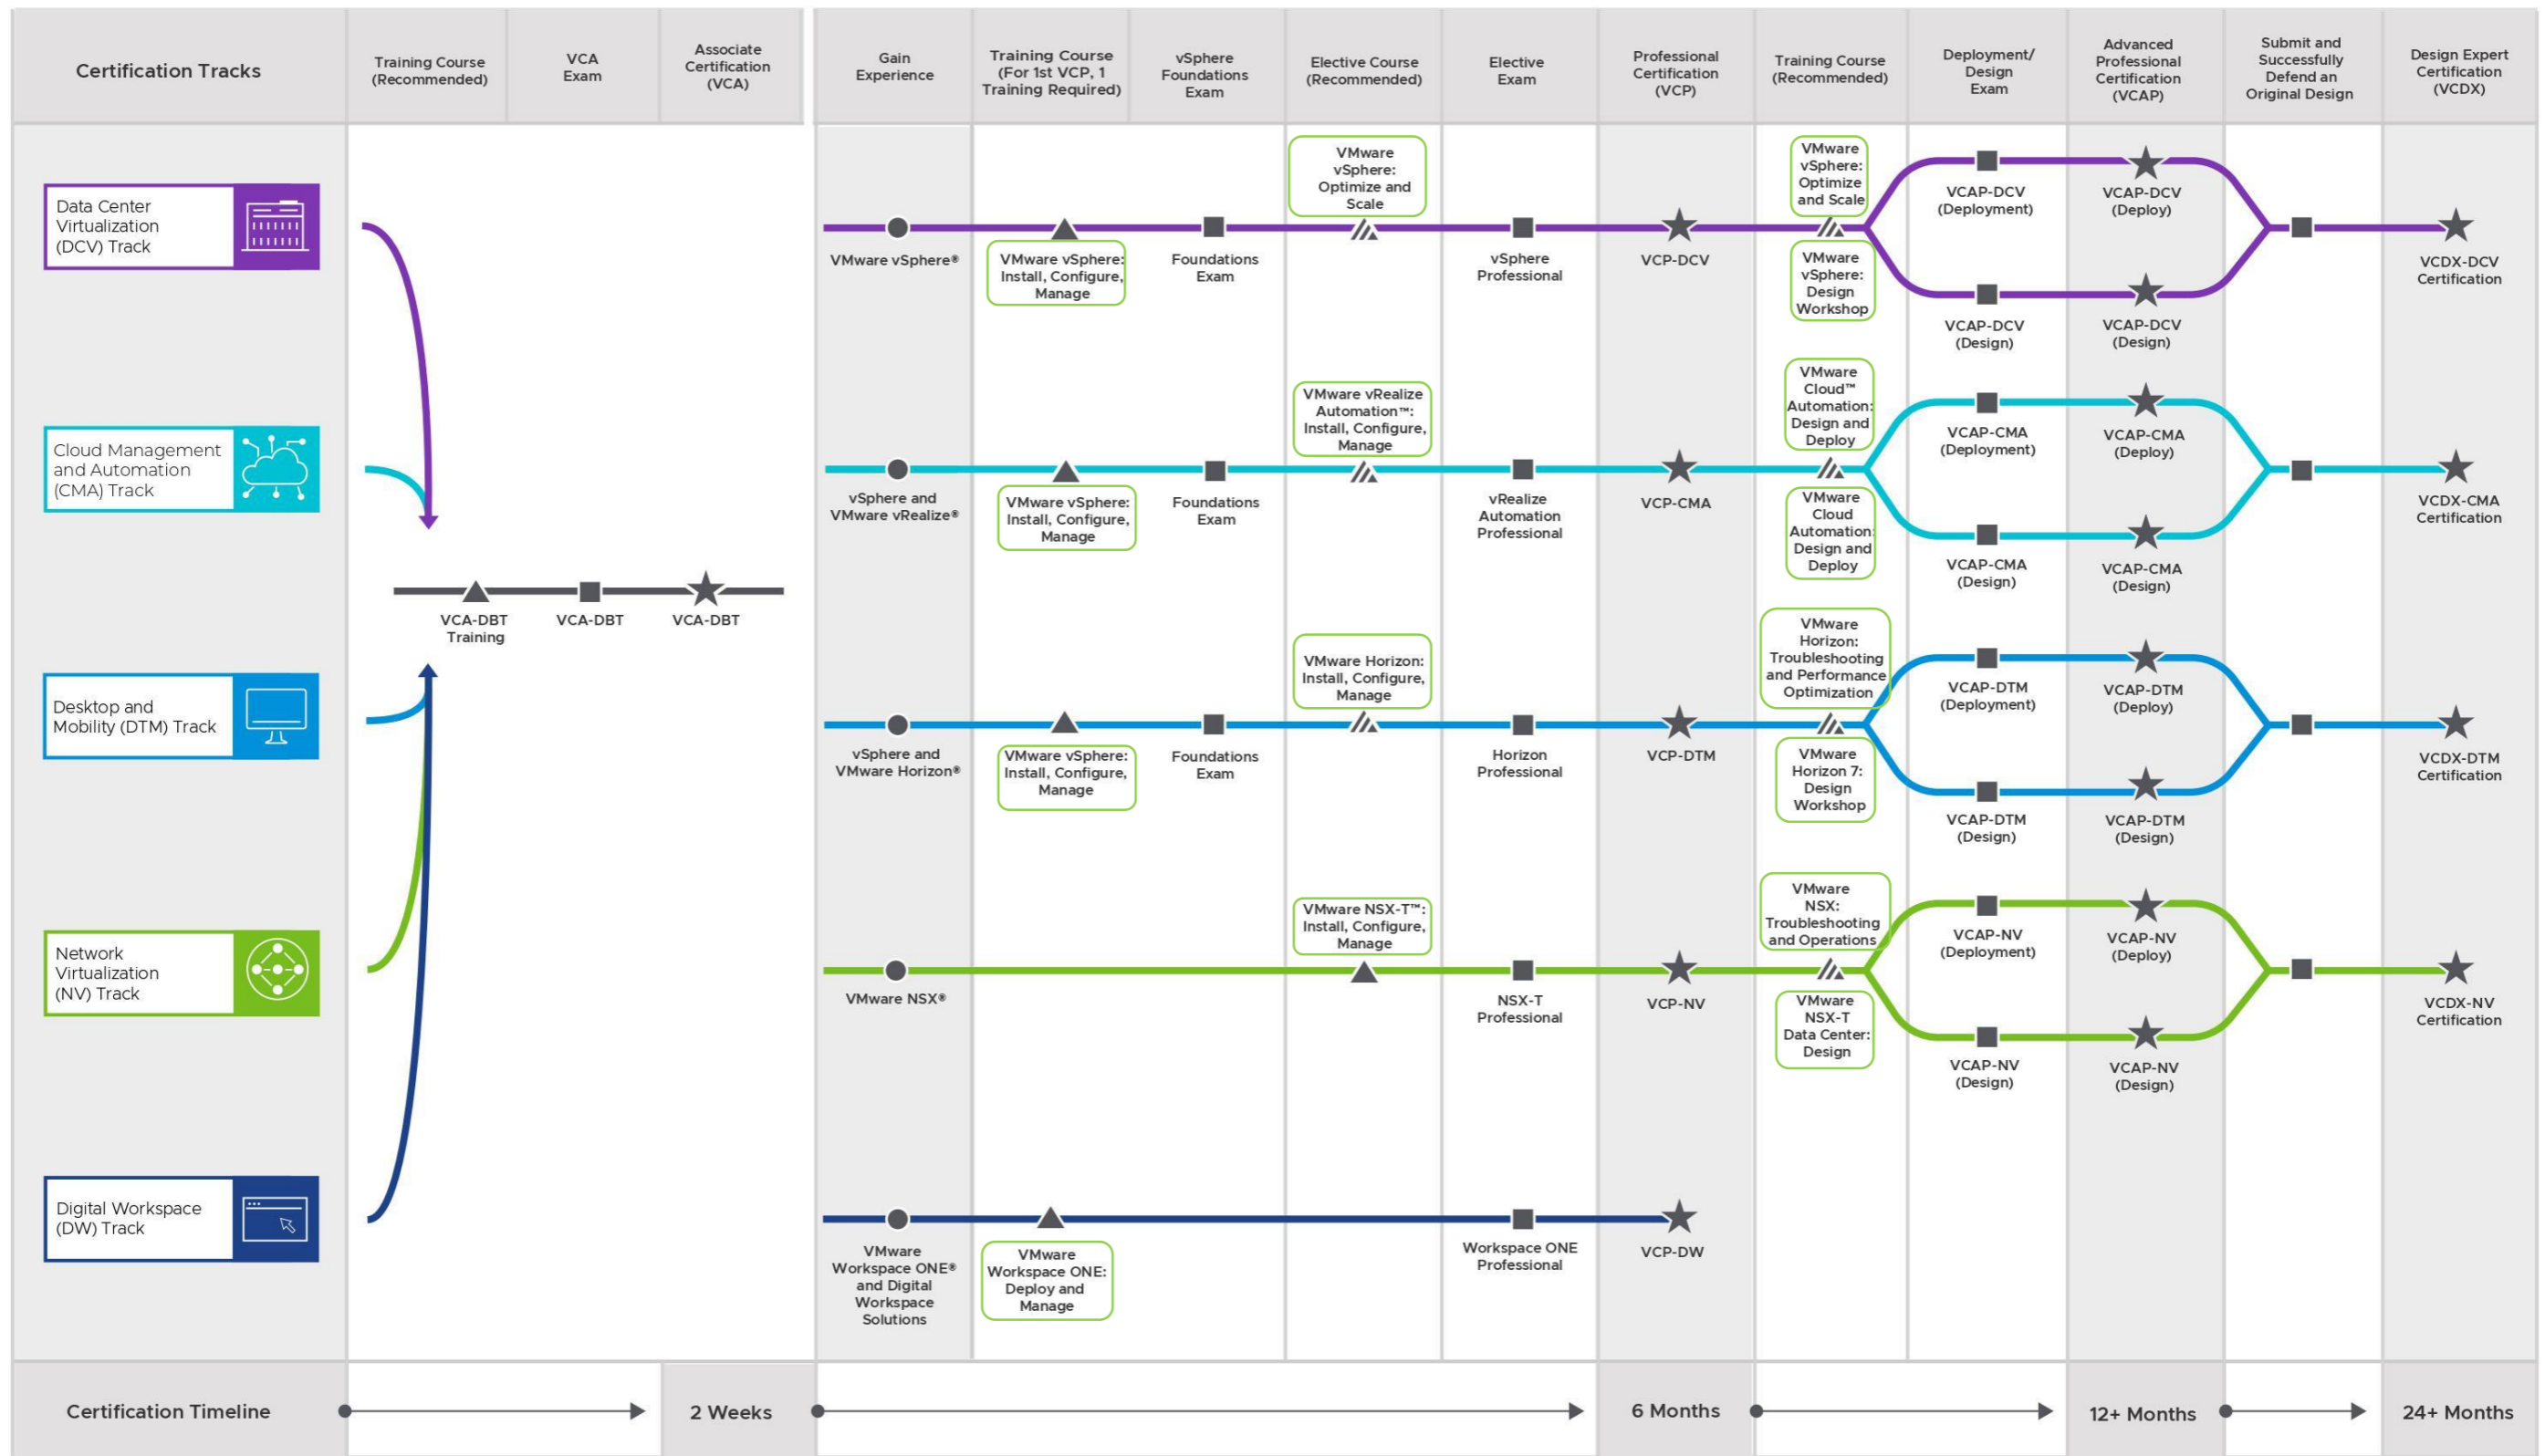 Certification Tracks
Training Course
(Recommended)
VCA
Exam
Associate
Certification
(VCA)
Gain
Experience
Training Course
(For 1st VCP, 1
Training Required)
vSphere
Foundations
Exam
Elective Course
(Recommended)
Elective
Exam
Professional
Certification
(VCP)
Training Course
(Recommended)
Deployment/
Design
Exam
Advanced
Professional
Certification
(VCAP)
Submit and
Successfully
Defend an
Original Design
Design Expert
Certification
(VCDX)
Data Center
Virtualization
(DCV) Track
VMware vSphere®
VMware vSphere:
Install, Configure,
Manage
Foundations
Exam
VMware
vSphere:
Optimize and
Scale
vSphere
Professional
VCP-DCV
VMware
vSphere:
Optimize
and Scale
VMware
vSphere:
Design
Workshop
VCAP-DCV
(Deployment)
VCAP-DCV
(Deploy)
VCAP-DCV
(Design)
VCAP-DCV
(Design)
VCDX-DCV
Certification
Cloud Management
and Automation
(CMA) Track
vSphere and
VMware vRealize®
VMware vSphere:
Install, Configure,
Manage
Foundations
Exam
VMware vRealize
Automation™:
Install, Configure,
Manage
vRealize
Automation
Professional
VCP-CMA
VMware
Cloud™
Automation:
Design and
Deploy
VMware
Cloud
Automation:
Design and
Deploy
VCAP-CMA
(Deployment)
VCAP-CMA
(Deploy)
VCAP-CMA
(Design)
VCAP-CMA
(Design)
VCDX-CMA
Certification
VCA-DBT
Training
VCA-DBT
VCA-DBT
Desktop and
Mobility (DTM) Track
vSphere and
VMware Horizon®
VMware vSphere:
Install, Configure,
Manage
Foundations
Exam
VMware Horizon:
Install, Configure,
Manage
Horizon
Professional
VCP-DTM
VMware
Horizon:
Troubleshooting
and Performance
Optimization
VMware
Horizon 7:
Design
Workshop
VCAP-DTM
(Deployment)
VCAP-DTM
(Deploy)
VCAP-DTM
(Design)
VCAP-DTM
(Design)
VCDX-DTM
Certification
Network
Virtualization
(NV) Track
VMware NSX®
VMware NSX-T™:
Install, Configure,
Manage
NSX-T
Professional
VCP-NV
VMware
NSX:
Troubleshooting
and Operations
VMware
NSX-T
Data Center:
Design
VCAP-NV
(Deployment)
VCAP-NV
(Deploy)
VCAP-NV
(Design)
VCAP-NV
(Design)
VCDX-NV
Certification
Digital Workspace
(DW) Track
VMware
Workspace ONE®
and Digital
Workspace
Solutions
VMware
Workspace ONE:
Deploy and
Manage
Workspace ONE
Professional
VCP-DW
Certification Timeline
2 Weeks
6 Months
12+ Months
24+ Months